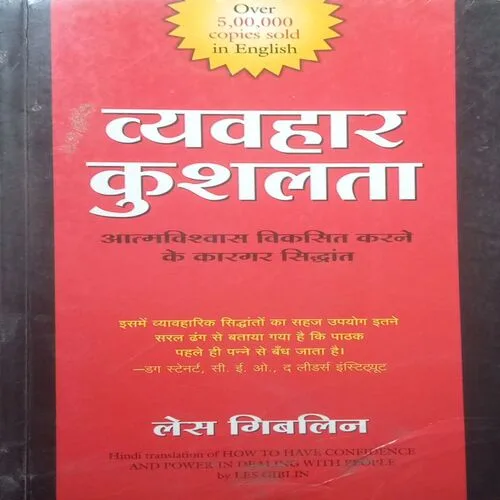 Over
5,00,000
copies sold
in English
व्यवहार
कुशलता
आत्मविश्वास विकसित करने
के कारगर सिद्धांत
इसमें व्यावहारिक सिद्धांतों का सहज उपयोग इतने
सरल ढंग से बताया गया है कि पाठक
पहले ही पन्ने से बँध जाता है।
—डग स्टेनर्ट, सी. ई. ओ., द लीडर्स इंस्टिट्यूट
लेस गिबलिन
Hindi translation of HOW TO HAVE CONFIDENCE
AND POWER IN DEALING WITH PEOPLE
by LES GIBLIN